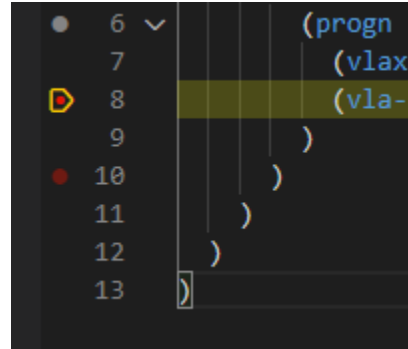 6 (progn
7 (vlax
8 (vla-
9 )
10 )
11 )
12 )
13 )